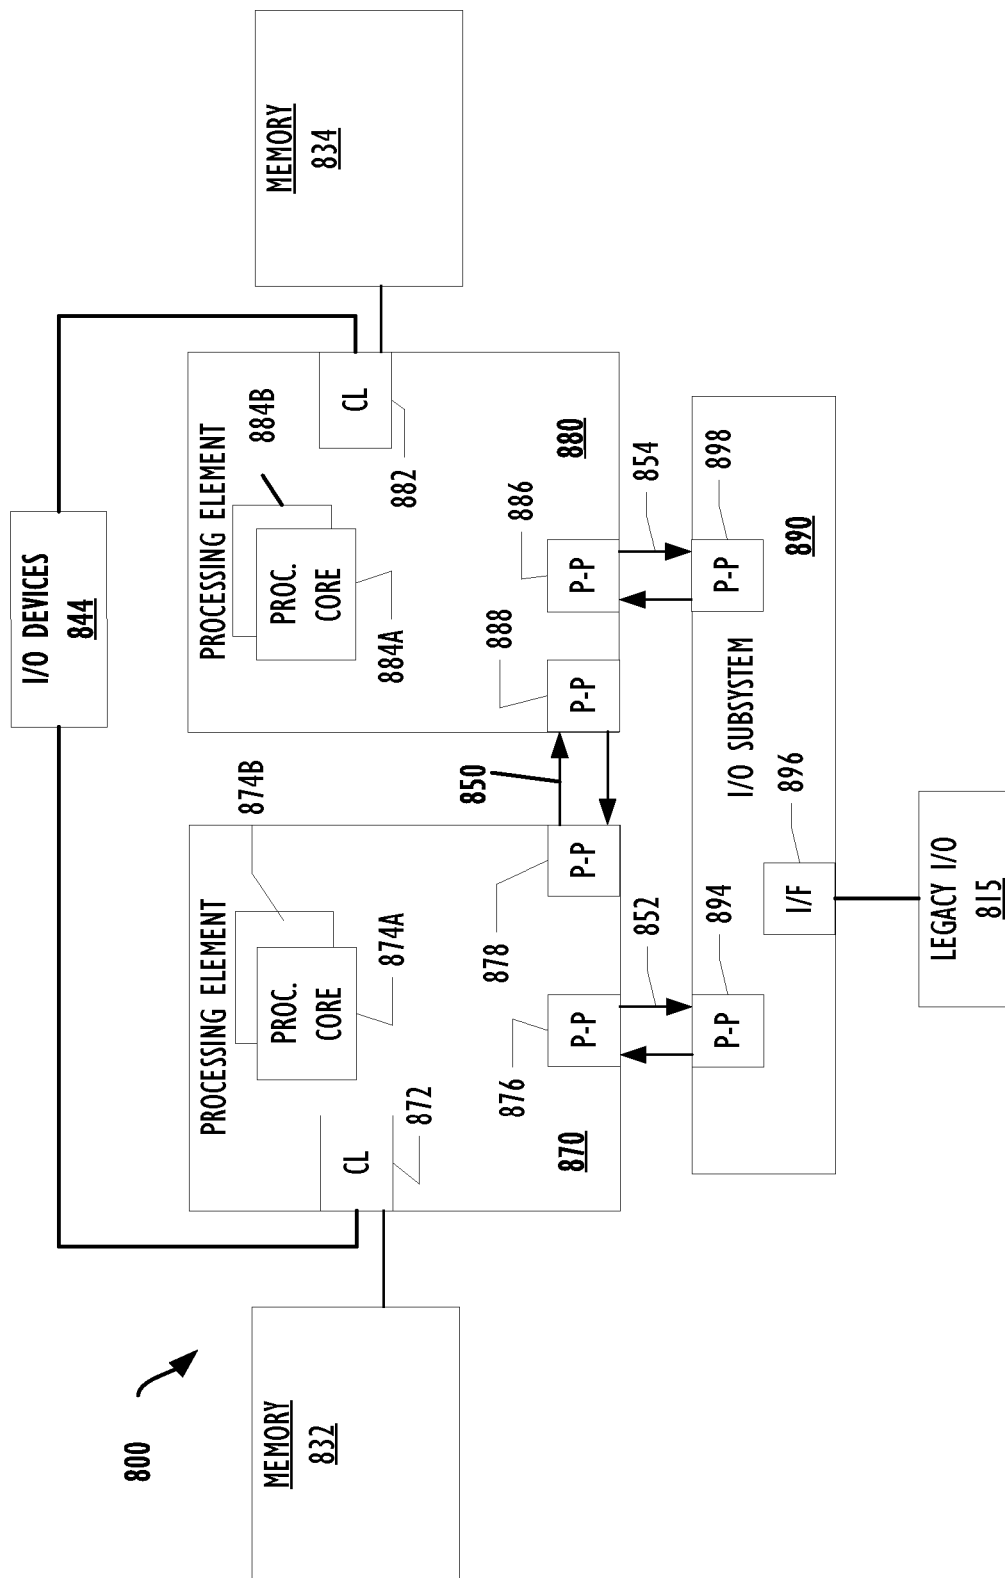 800
I/O DEVICES
844
MEMORY
832
MEMORY
834
PROCESSING ELEMENT
874B
PROC.
CORE
874A
CL
872
870
876
P-P
878
P-P
850
PROCESSING ELEMENT
884B
PROC.
CORE
884A
CL
882
880
888
P-P
886
P-P
852
854
894
P-P
898
P-P
I/O SUBSYSTEM
890
896
I/F
LEGACY I/O
815